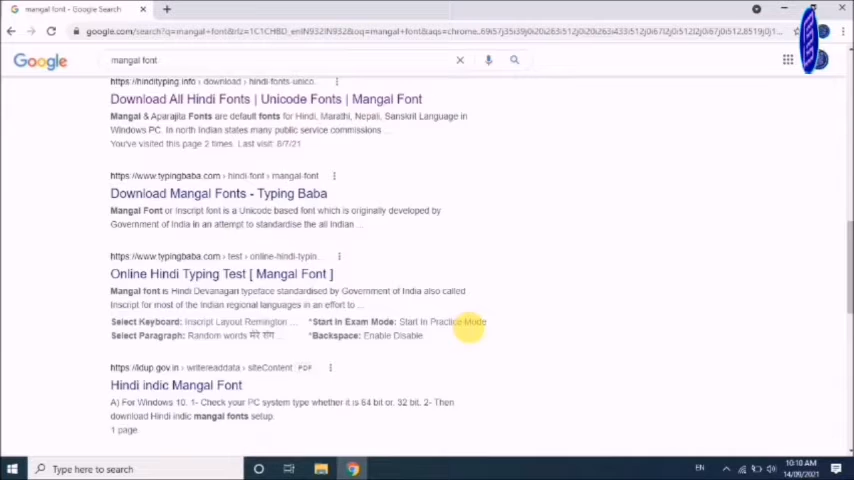 mangal font - Google Search
google.com/search?q=mangal+font&rlz=1C1CHBD_enIN932IN932&oq=mangal+font&aqs=chrome
Google
mangal font
https://hindityping.info › download › hindi-fonts-unico...
Download All Hindi Fonts | Unicode Fonts | Mangal Font
Mangal & Aparajita Fonts are default fonts for Hindi, Marathi, Nepali, Sanskrit Language in
Windows PC. In north Indian states many public service commissions ...
You've visited this page 2 times. Last visit: 8/7/21
https://www.typingbaba.com › hindi-font › mangal-font
Download Mangal Fonts - Typing Baba
Mangal Font or Inscript font is a Unicode based font which is originally developed by
Government of India in an attempt to standardise the all Indian ...
https://www.typingbaba.com › test › online-hindi-typin...
Online Hindi Typing Test [ Mangal Font ]
Mangal font is Hindi Devanagari typeface standardised by Government of India also called
Inscript for most of the Indian regional languages in an effort to ...
Select Keyboard: Inscript Layout Remington ... *Start In Exam Mode: Start In Practice Mode
Select Paragraph: Random words मेरे संग ... *Backspace: Enable Disable
https://ldup.gov.in › writereaddata › siteContent PDF
Hindi indic Mangal Font
A) For Windows 10. 1- Check your PC system type whether it is 64 bit or. 32 bit. 2- Then
download Hindi indic mangal fonts setup.
1 page
Type here to search
EN
10:10 AM
14/09/2021